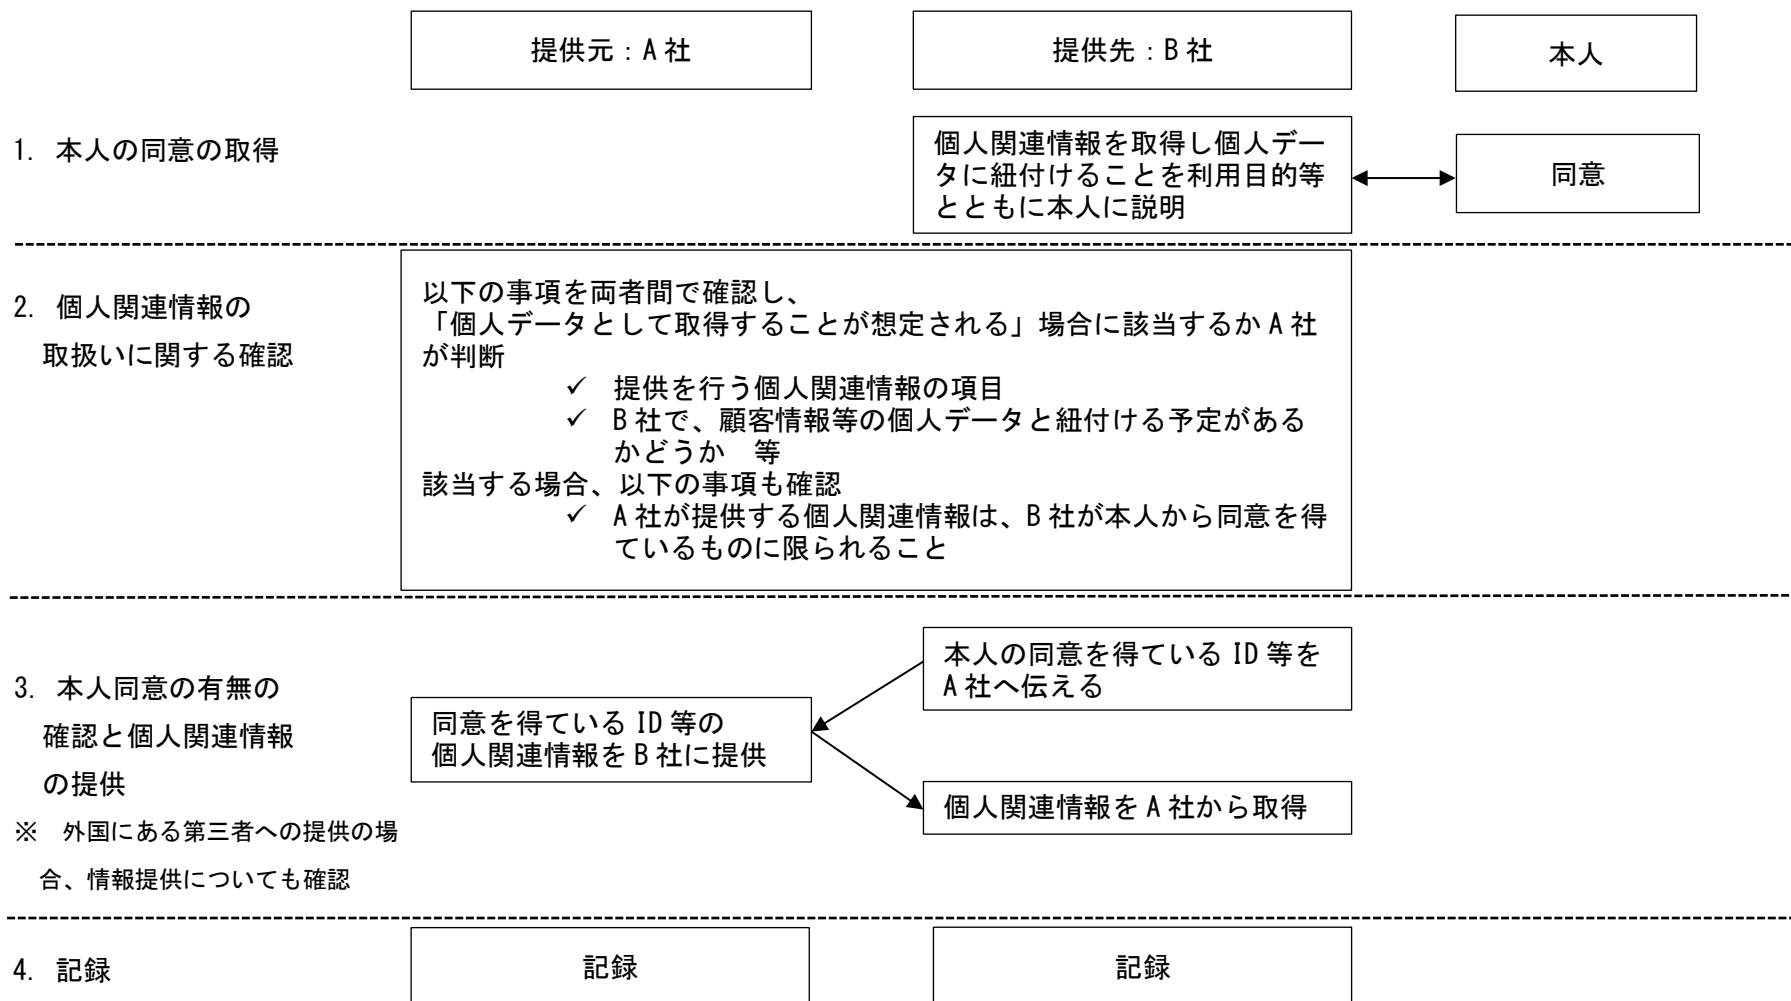 提供元：A 社
提供先：B 社
本人
1. 本人の同意の取得
個人関連情報を取得し個人デー
タに紐付けることを利用目的等
とともに本人に説明
同意
2. 個人関連情報の
取扱いに関する確認
以下の事項を両者間で確認し、
「個人データとして取得することが想定される」場合に該当するか A 社
が判断
✓ 提供を行う個人関連情報の項目
✓ B 社で、顧客情報等の個人データと紐付ける予定がある
かどうか 等
該当する場合、以下の事項も確認
✓ A 社が提供する個人関連情報は、B 社が本人から同意を得
ているものに限られること
3. 本人同意の有無の
確認と個人関連情報
の提供
※ 外国にある第三者への提供の場
合、情報提供についても確認
本人の同意を得ている ID 等を
A 社へ伝える
同意を得ている ID 等の
個人関連情報を B 社に提供
個人関連情報を A 社から取得
4. 記録
記録
記録